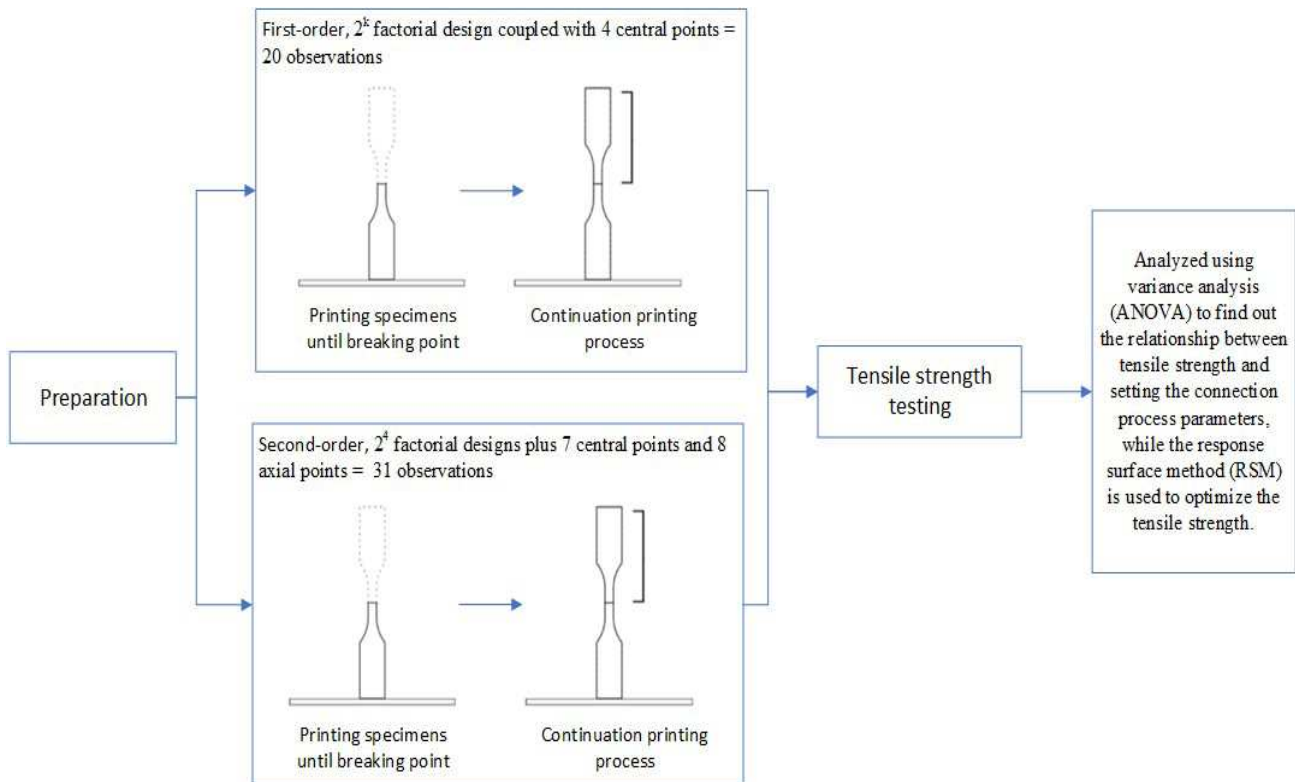 First-order, 2^k factorial design coupled with 4 central points =
20 observations
Printing specimens
until breaking point
Continuation printing
process
Preparation
Second-order, 2^4 factorial designs plus 7 central points and 8
axial points = 31 observations
Printing specimens
until breaking point
Continuation printing
process
Tensile strength
testing
Analyzed using
variance analysis
(ANOVA) to find out
the relationship between
tensile strength and
setting the connection
process parameters,
while the response
surface method (RSM)
is used to optimize the
tensile strength.